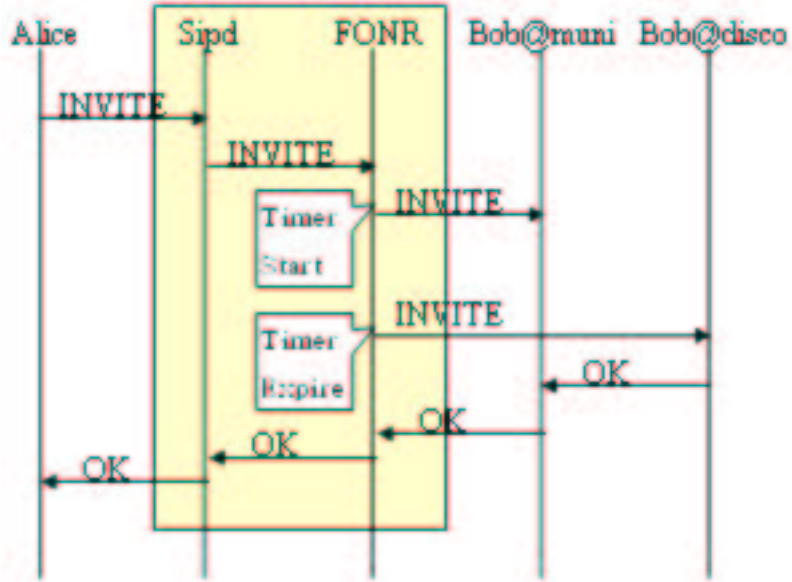 Alice Sipd FONR Bob@muni Bob@disco
INVITE
INVITE
INVITE
Timer
Start
INVITE
Timer
Expire
OK
OK
OK
OK